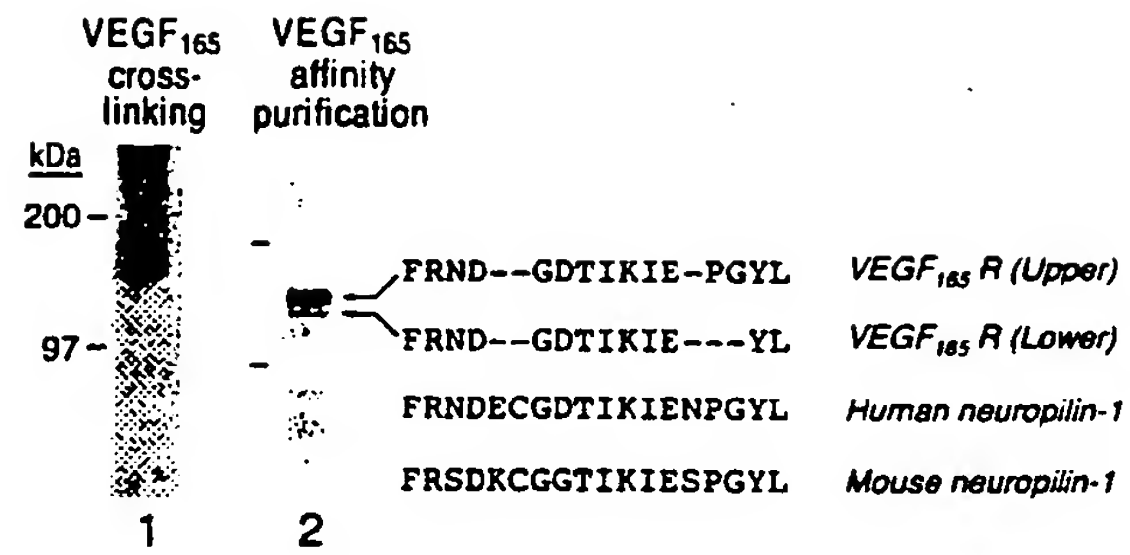 VEGF165 cross-linking
VEGF165 affinity purification
kDa
200
97
FRND--GDTIKIE-PGYL VEGF165 R (Upper)
FRND--GDTIKIE---YL VEGF165 R (Lower)
FRNDECGDTIKIENPGYL Human neuropilin-1
FRSDKCGGTIKIESPGYL Mouse neuropilin-1
1 2